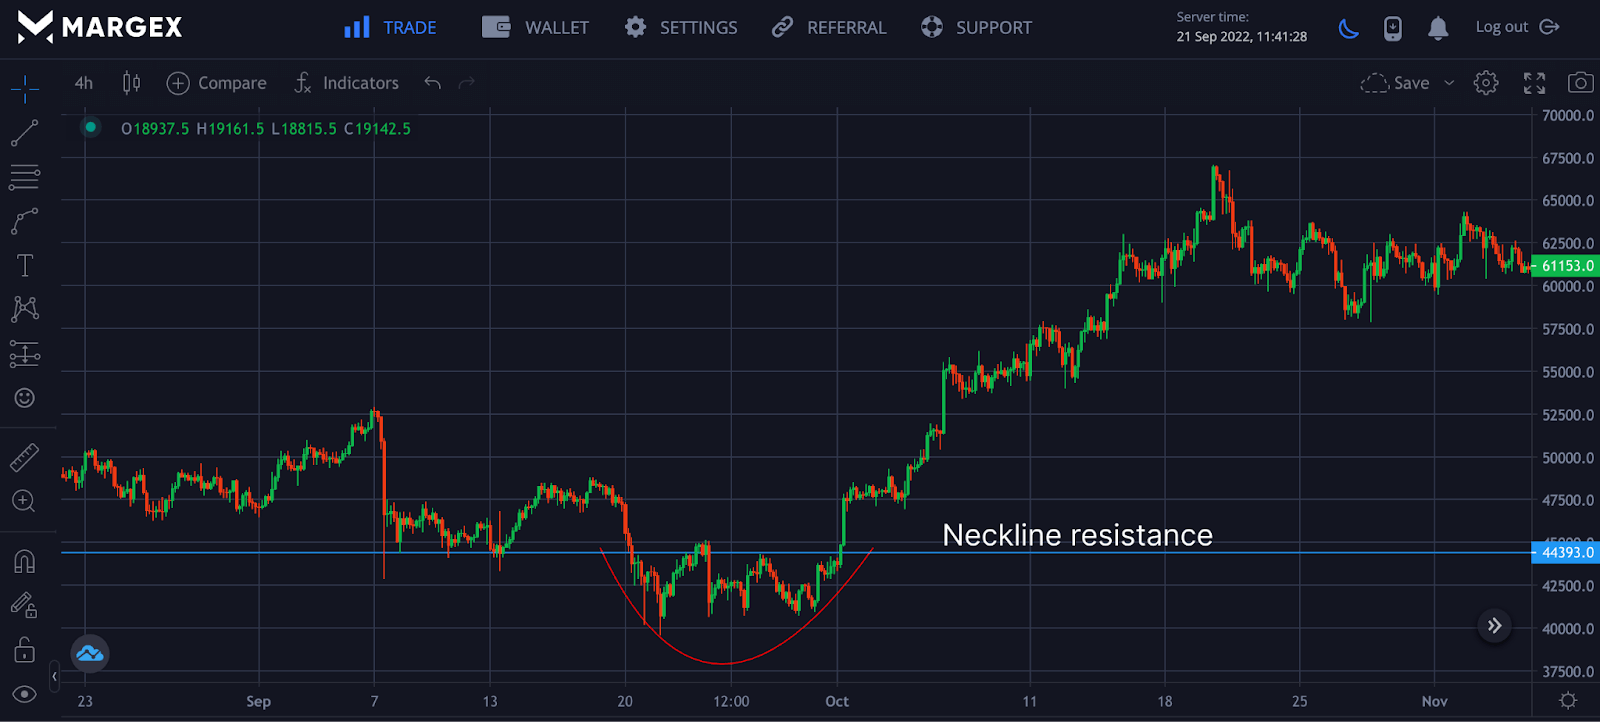 MARGEX
TRADE
WALLET
SETTINGS
REFERRAL
SUPPORT
Server time:
21 Sep 2022, 11:41:28
Log out
4h
Compare
Indicators
Save
O18937.5 H19161.5 L18815.5 C19142.5
70000.0
67500.0
65000.0
62500.0
61153.0
60000.0
57500.0
55000.0
52500.0
50000.0
47500.0
Neckline resistance
45000.0
44393.0
42500.0
40000.0
37500.0
23 Sep 7 13 20 12:00 Oct 11 18 25 Nov